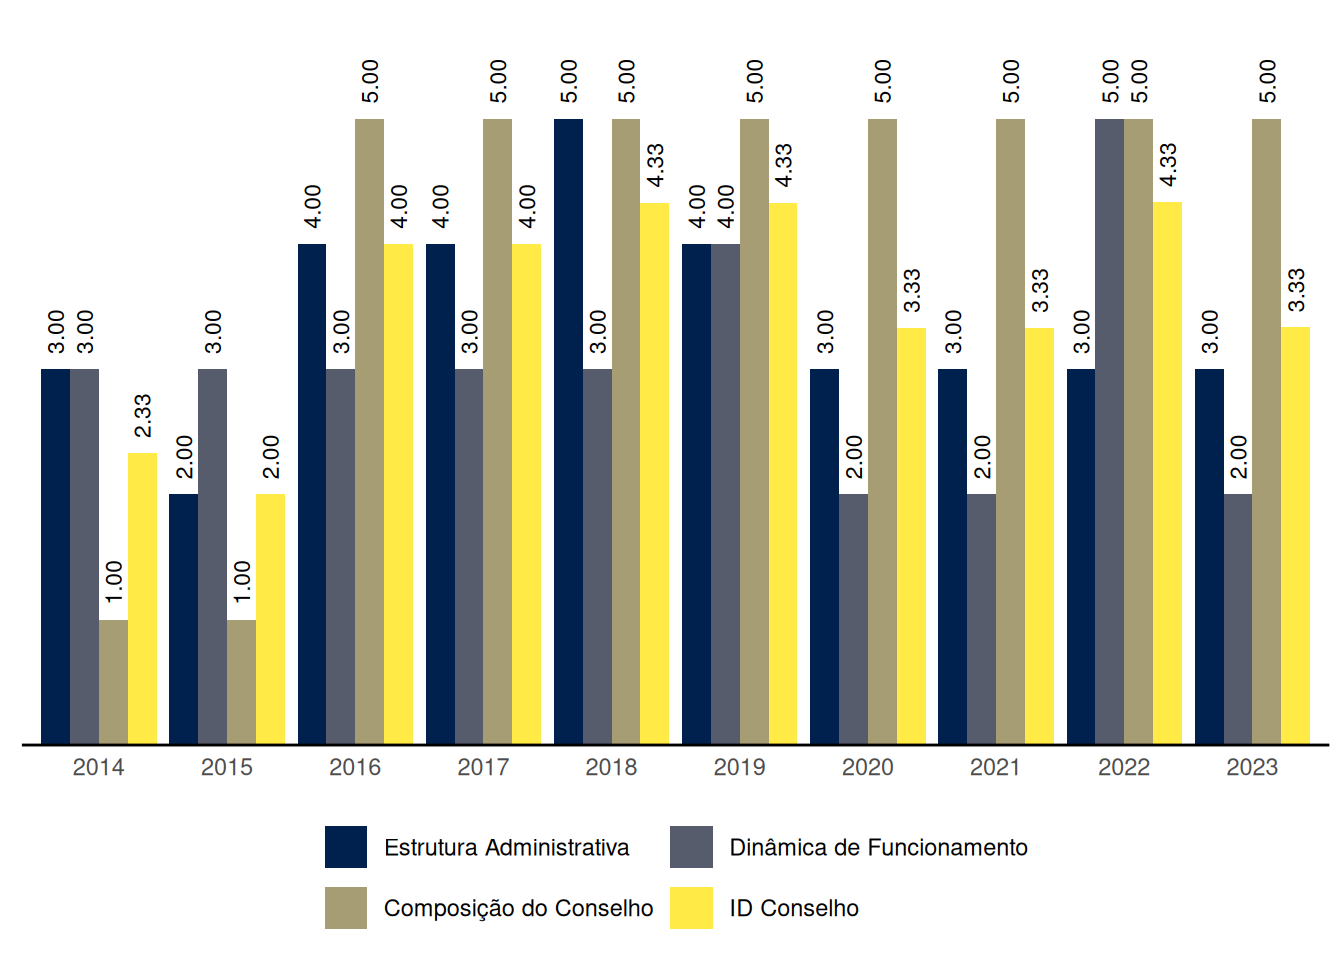 5.00 5.00 5.00 5.00 5.00 5.00 5.00 5.00 5.00 5.00
4.33 4.33 4.33
4.00 4.00 4.00 4.00 4.00 4.00
3.33 3.33 3.33
3.00 3.00 3.00 3.00 3.00 3.00 3.00 3.00 3.00 3.00
2.33
2.00 2.00 2.00 2.00 2.00
1.00 1.00
2014 2015 2016 2017 2018 2019 2020 2021 2022 2023
Estrutura Administrativa Dinâmica de Funcionamento
Composição do Conselho ID Conselho